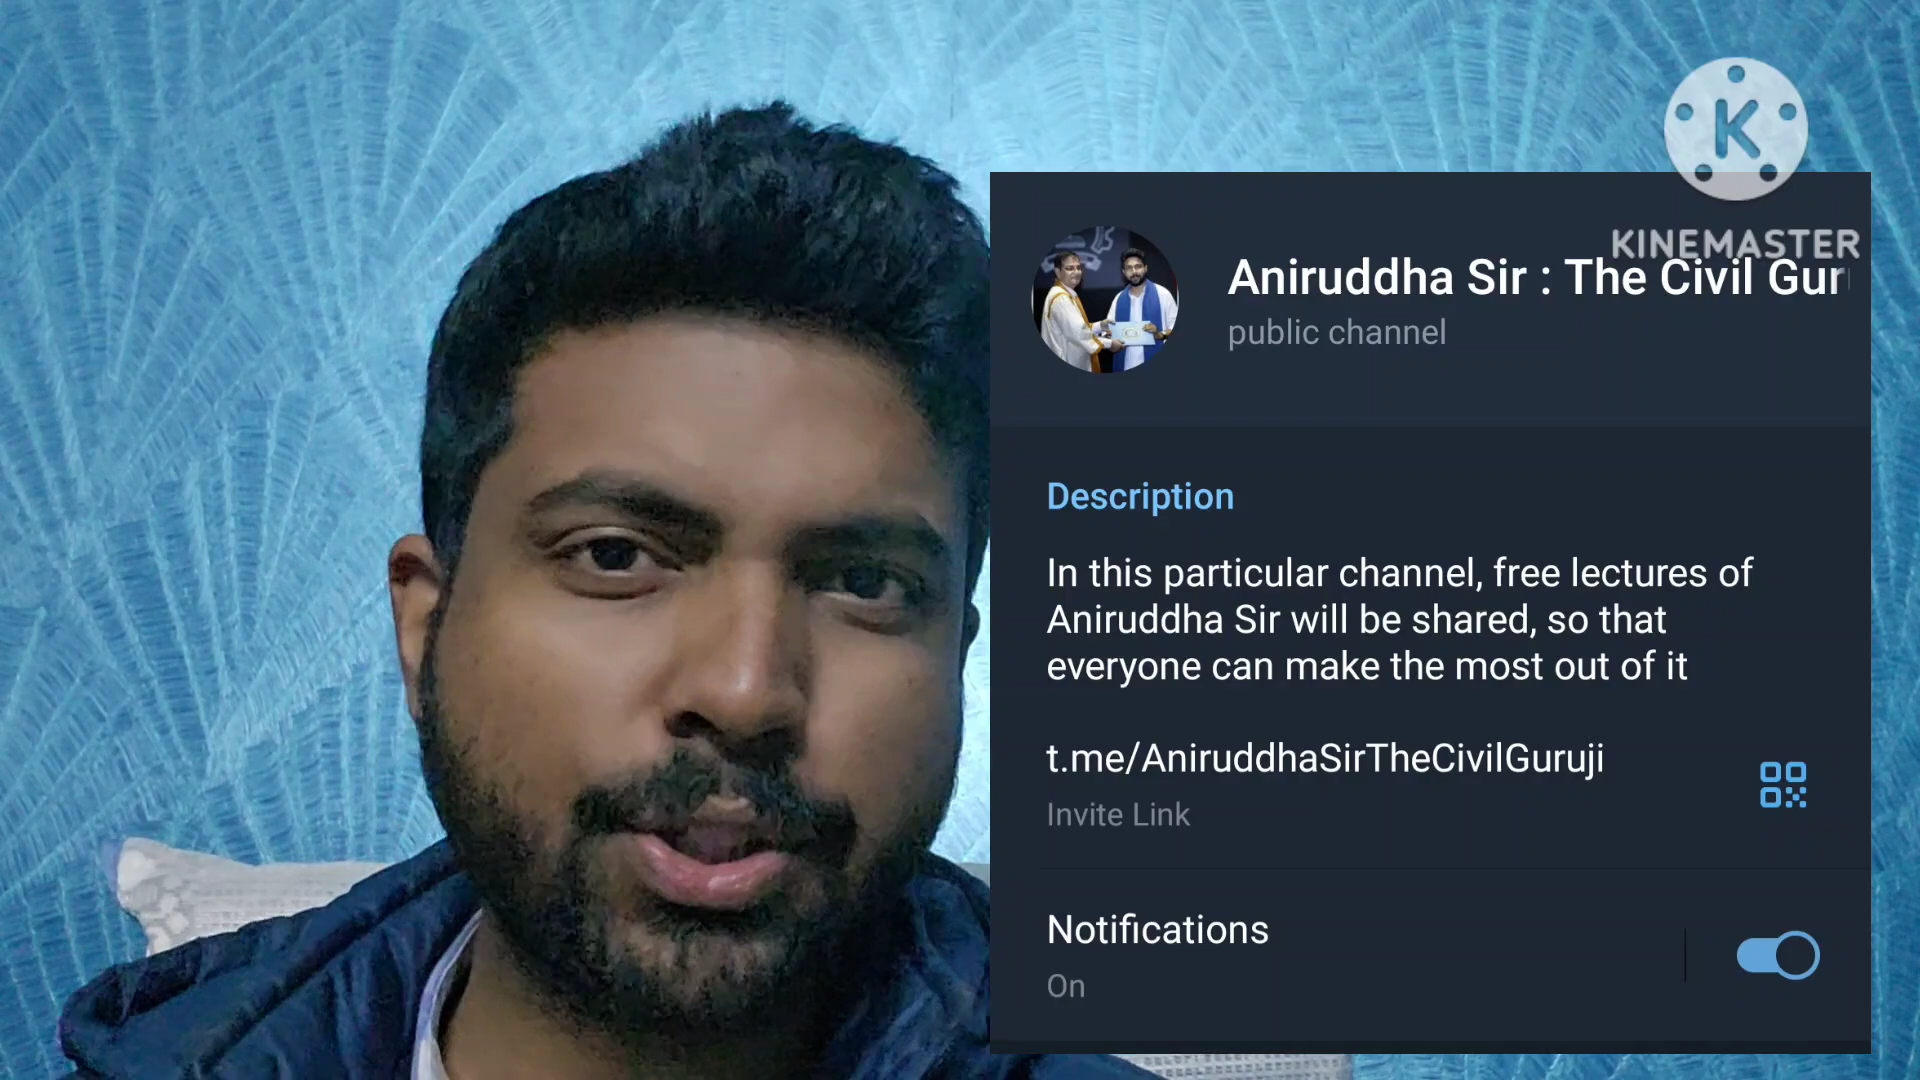 K
KINEMASTER
Aniruddha Sir : The Civil Gur
public channel
Description
In this particular channel, free lectures of
Aniruddha Sir will be shared, so that
everyone can make the most out of it
t.me/AniruddhaSirTheCivilGuruji
Invite Link
Notifications
On